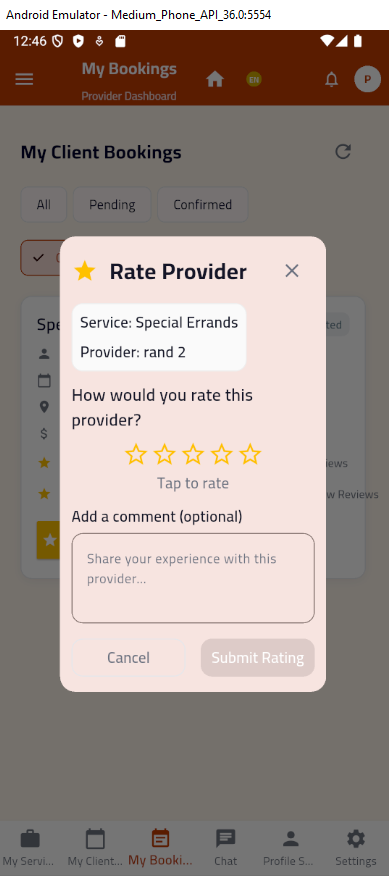 Android Emulator - Medium_Phone_API_36.0:5554
12:46
My Bookings
Provider Dashboard
EN
P
My Client Bookings
All
Pending
Confirmed
Rate Provider
Service: Special Errands
Provider: rand 2
How would you rate this
provider?
Tap to rate
Add a comment (optional)
Share your experience with this
provider...
Cancel
Submit Rating
Spe
ted
$
iews
w Reviews
My Servi...
My Client...
My Booki...
Chat
Profile S...
Settings